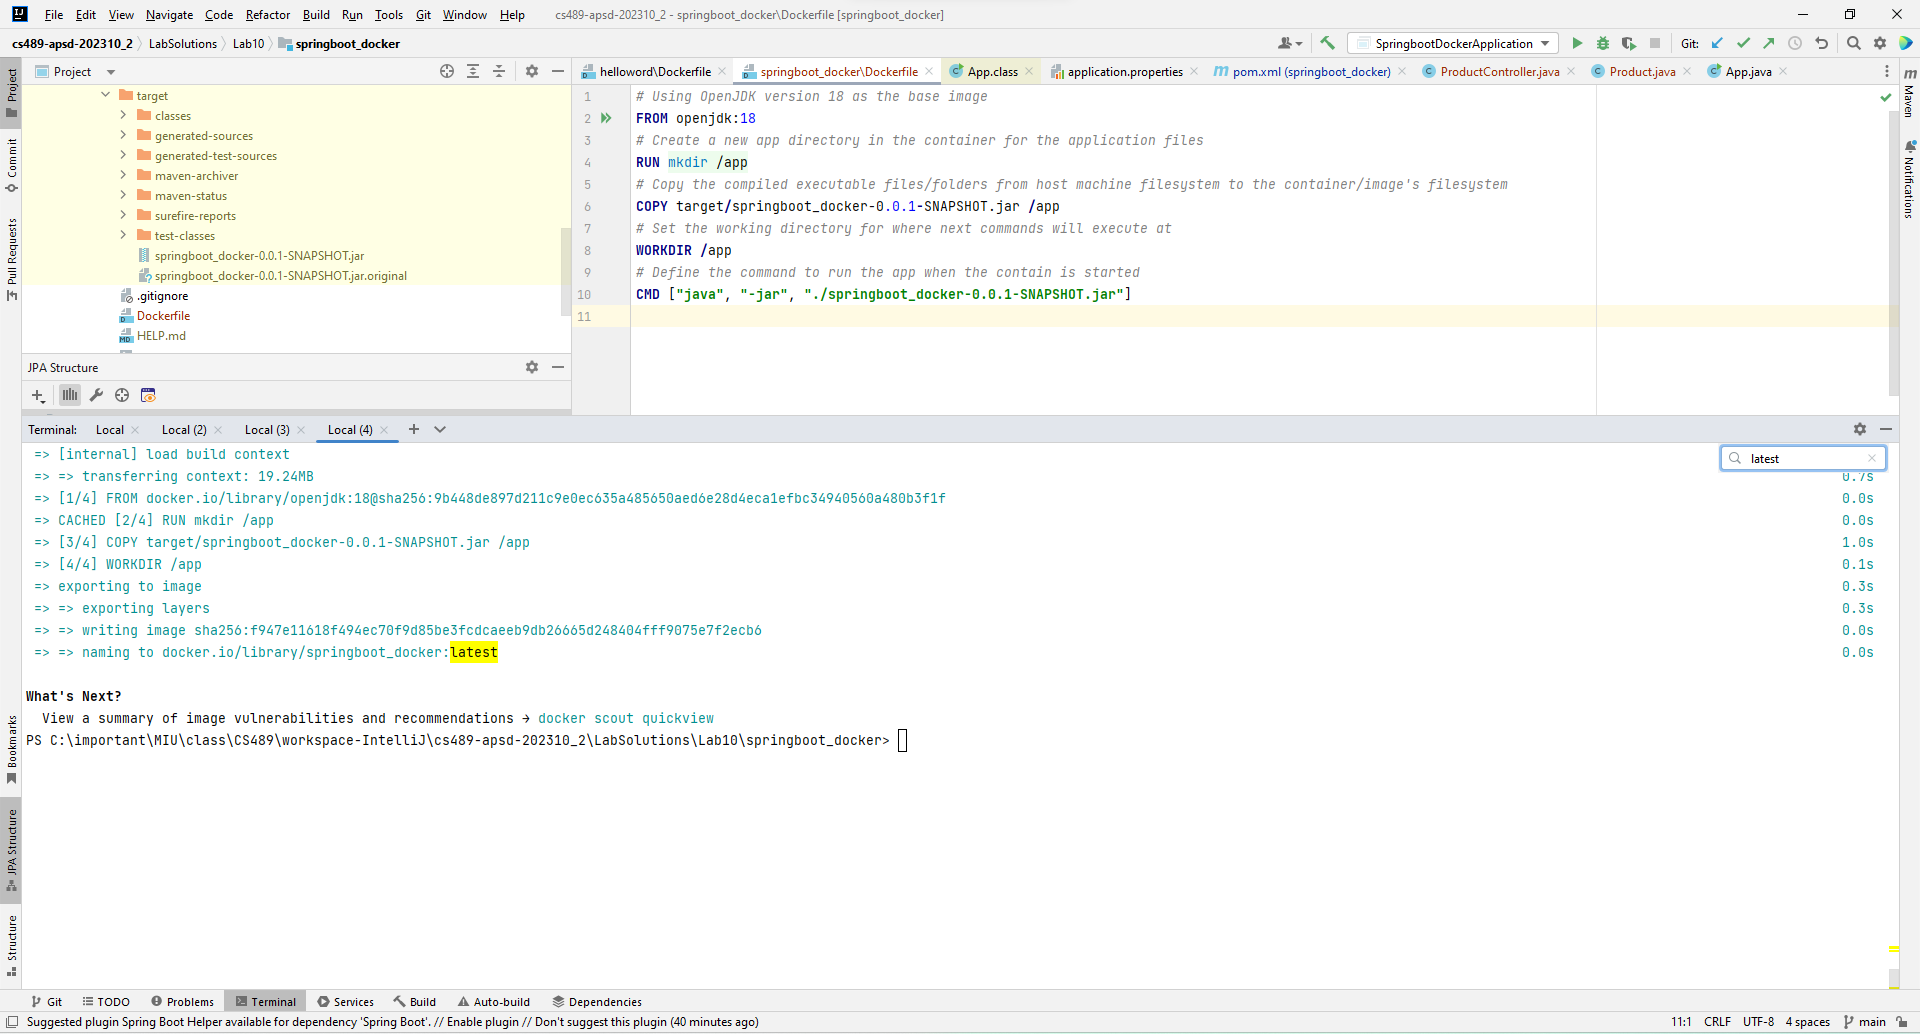 File Edit View Navigate Code Refactor Build Run Tools Git Window Help cs489-apsd-202310_2 - springboot_docker\Dockerfile [springboot_docker]
cs489-apsd-202310_2 LabSolutions Lab10 springboot_docker SpringbootDockerApplication Git:
Project
helloword\Dockerfile springboot_docker\Dockerfile App.class application.properties pom.xml (springboot_docker) ProductController.java Product.java App.java
target
classes
generated-sources
generated-test-sources
maven-archiver
maven-status
surefire-reports
test-classes
springboot_docker-0.0.1-SNAPSHOT.jar
springboot_docker-0.0.1-SNAPSHOT.jar.original
.gitignore
Dockerfile
HELP.md
JPA Structure
1 # Using OpenJDK version 18 as the base image
2 FROM openjdk:18
3 # Create a new app directory in the container for the application files
4 RUN mkdir /app
5 # Copy the compiled executable files/folders from host machine filesystem to the container/image's filesystem
6 COPY target/springboot_docker-0.0.1-SNAPSHOT.jar /app
7 # Set the working directory for where next commands will execute at
8 WORKDIR /app
9 # Define the command to run the app when the contain is started
10 CMD ["java", "-jar", "./springboot_docker-0.0.1-SNAPSHOT.jar"]
11
Terminal: Local Local (2) Local (3) Local (4)
latest
=> [internal] load build context
=> => transferring context: 19.24MB 0.7s
=> [1/4] FROM docker.io/library/openjdk:18@sha256:9b448de897d211c9e0ec635a485650aed6e28d4eca1efbc34940560a480b3f1f 0.0s
=> CACHED [2/4] RUN mkdir /app 0.0s
=> [3/4] COPY target/springboot_docker-0.0.1-SNAPSHOT.jar /app 1.0s
=> [4/4] WORKDIR /app 0.1s
=> exporting to image 0.3s
=> => exporting layers 0.3s
=> => writing image sha256:f947e11618f494ec70f9d85be3fcdcaeeb9db26665d248404fff9075e7f2ecb6 0.0s
=> => naming to docker.io/library/springboot_docker:latest 0.0s
What's Next?
View a summary of image vulnerabilities and recommendations → docker scout quickview
PS C:\important\MIU\class\CS489\workspace-IntelliJ\cs489-apsd-202310_2\LabSolutions\Lab10\springboot_docker>
Project
Commit
Pull Requests
Bookmarks
JPA Structure
Structure
Maven
Notifications
Git TODO Problems Terminal Services Build Auto-build Dependencies
Suggested plugin Spring Boot Helper available for dependency 'Spring Boot'. // Enable plugin // Don't suggest this plugin (40 minutes ago) 11:1 CRLF UTF-8 4 spaces main